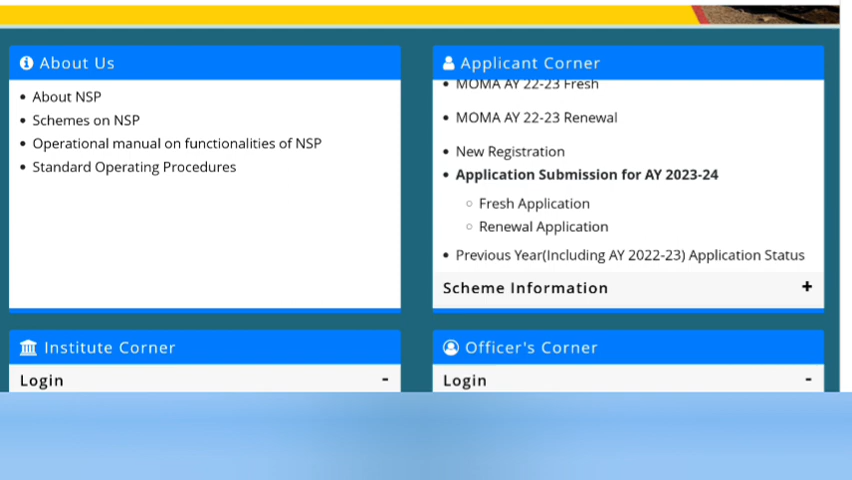 About Us
About NSP
Schemes on NSP
Operational manual on functionalities of NSP
Standard Operating Procedures
Applicant Corner
MOMA AY 22-23 Fresh
MOMA AY 22-23 Renewal
New Registration
Application Submission for AY 2023-24
Fresh Application
Renewal Application
Previous Year(Including AY 2022-23) Application Status
Scheme Information +
Institute Corner
Login -
Officer's Corner
Login -